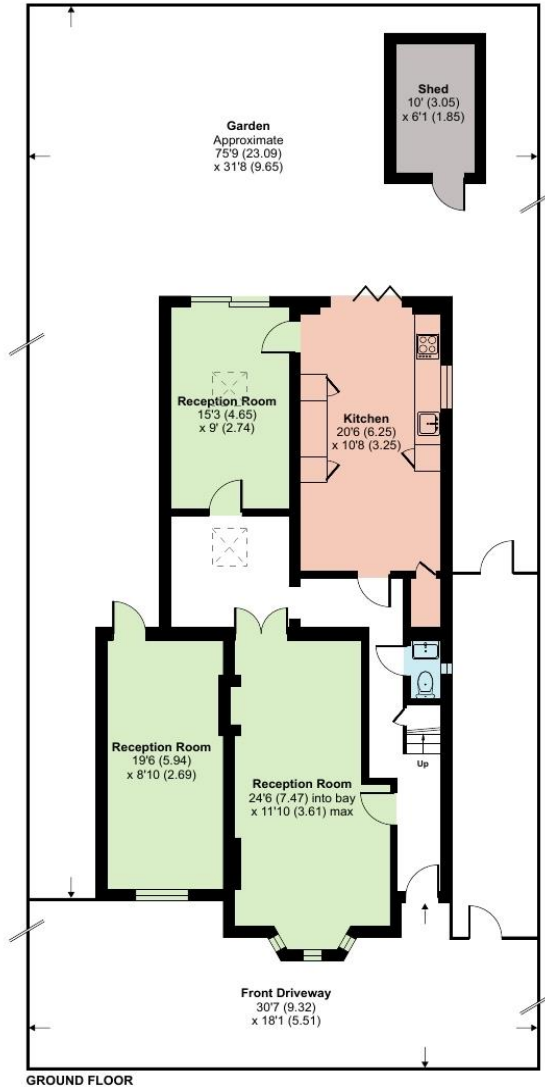 Shed
10' (3.05)
x 6'1 (1.85)
Garden
Approximate
75'9 (23.09)
x 31'8 (9.65)
Reception Room
15'3 (4.65)
x 9' (2.74)
Kitchen
20'6 (6.25)
x 10'8 (3.25)
Reception Room
19'6 (5.94)
x 8'10 (2.69)
Reception Room
24'6 (7.47) into bay
x 11'10 (3.61) max
Up
Front Driveway
30'7 (9.32)
x 18'1 (5.51)
GROUND FLOOR